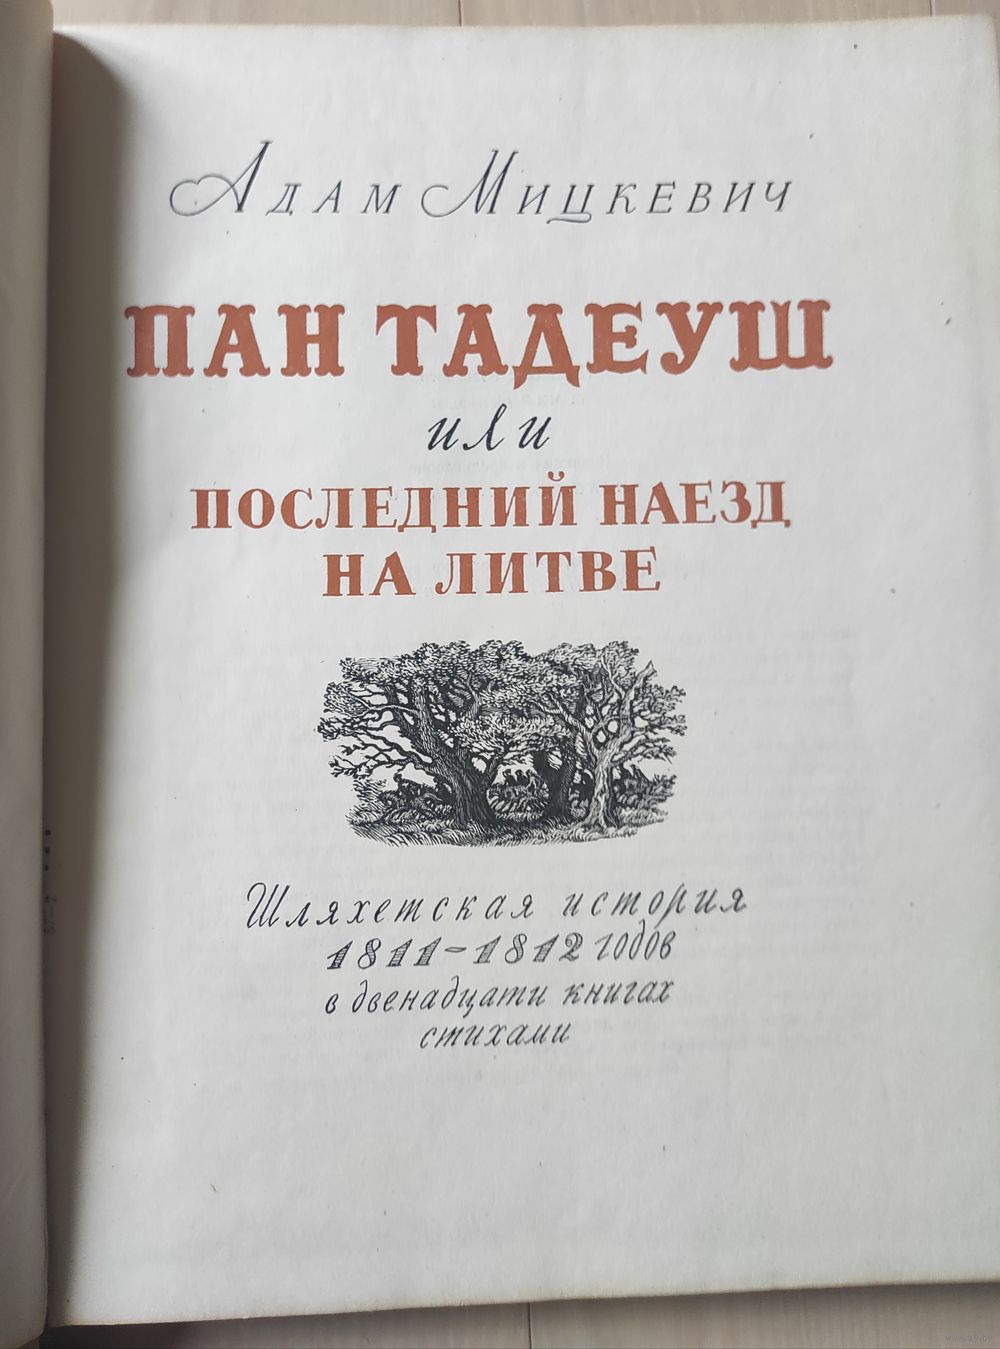 Адам Мицкевич
ПАН ТАДЕУШ
или
ПОСЛЕДНИЙ НАЕЗД
НА ЛИТВЕ
Шляхетская история
1811–1812 годов
в двенадцати книгах
стихами